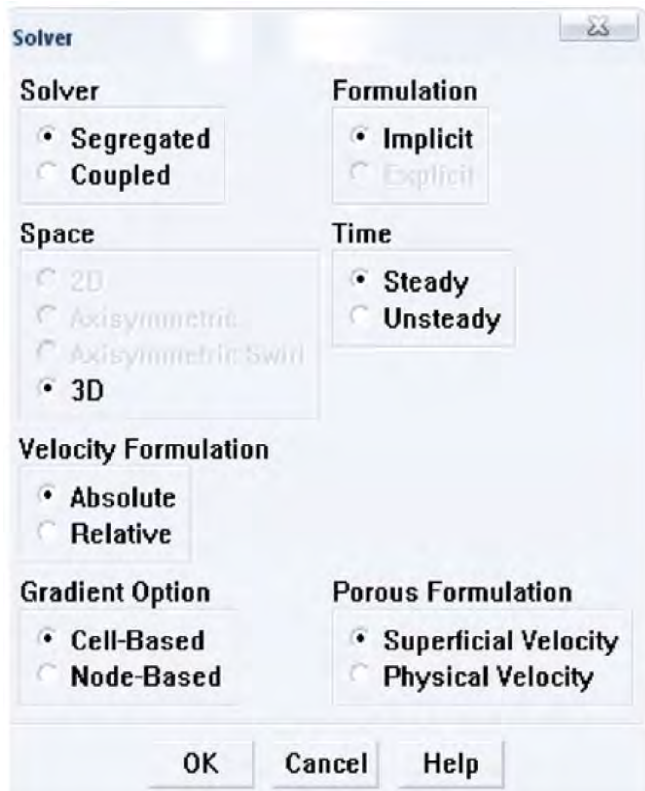 Solver
Solver
Segregated
Coupled
Formulation
Implicit
Explicit
Space
2D
Axisymmetric
Axisymmetric Swirl
3D
Time
Steady
Unsteady
Velocity Formulation
Absolute
Relative
Gradient Option
Cell-Based
Node-Based
Porous Formulation
Superficial Velocity
Physical Velocity
OK Cancel Help